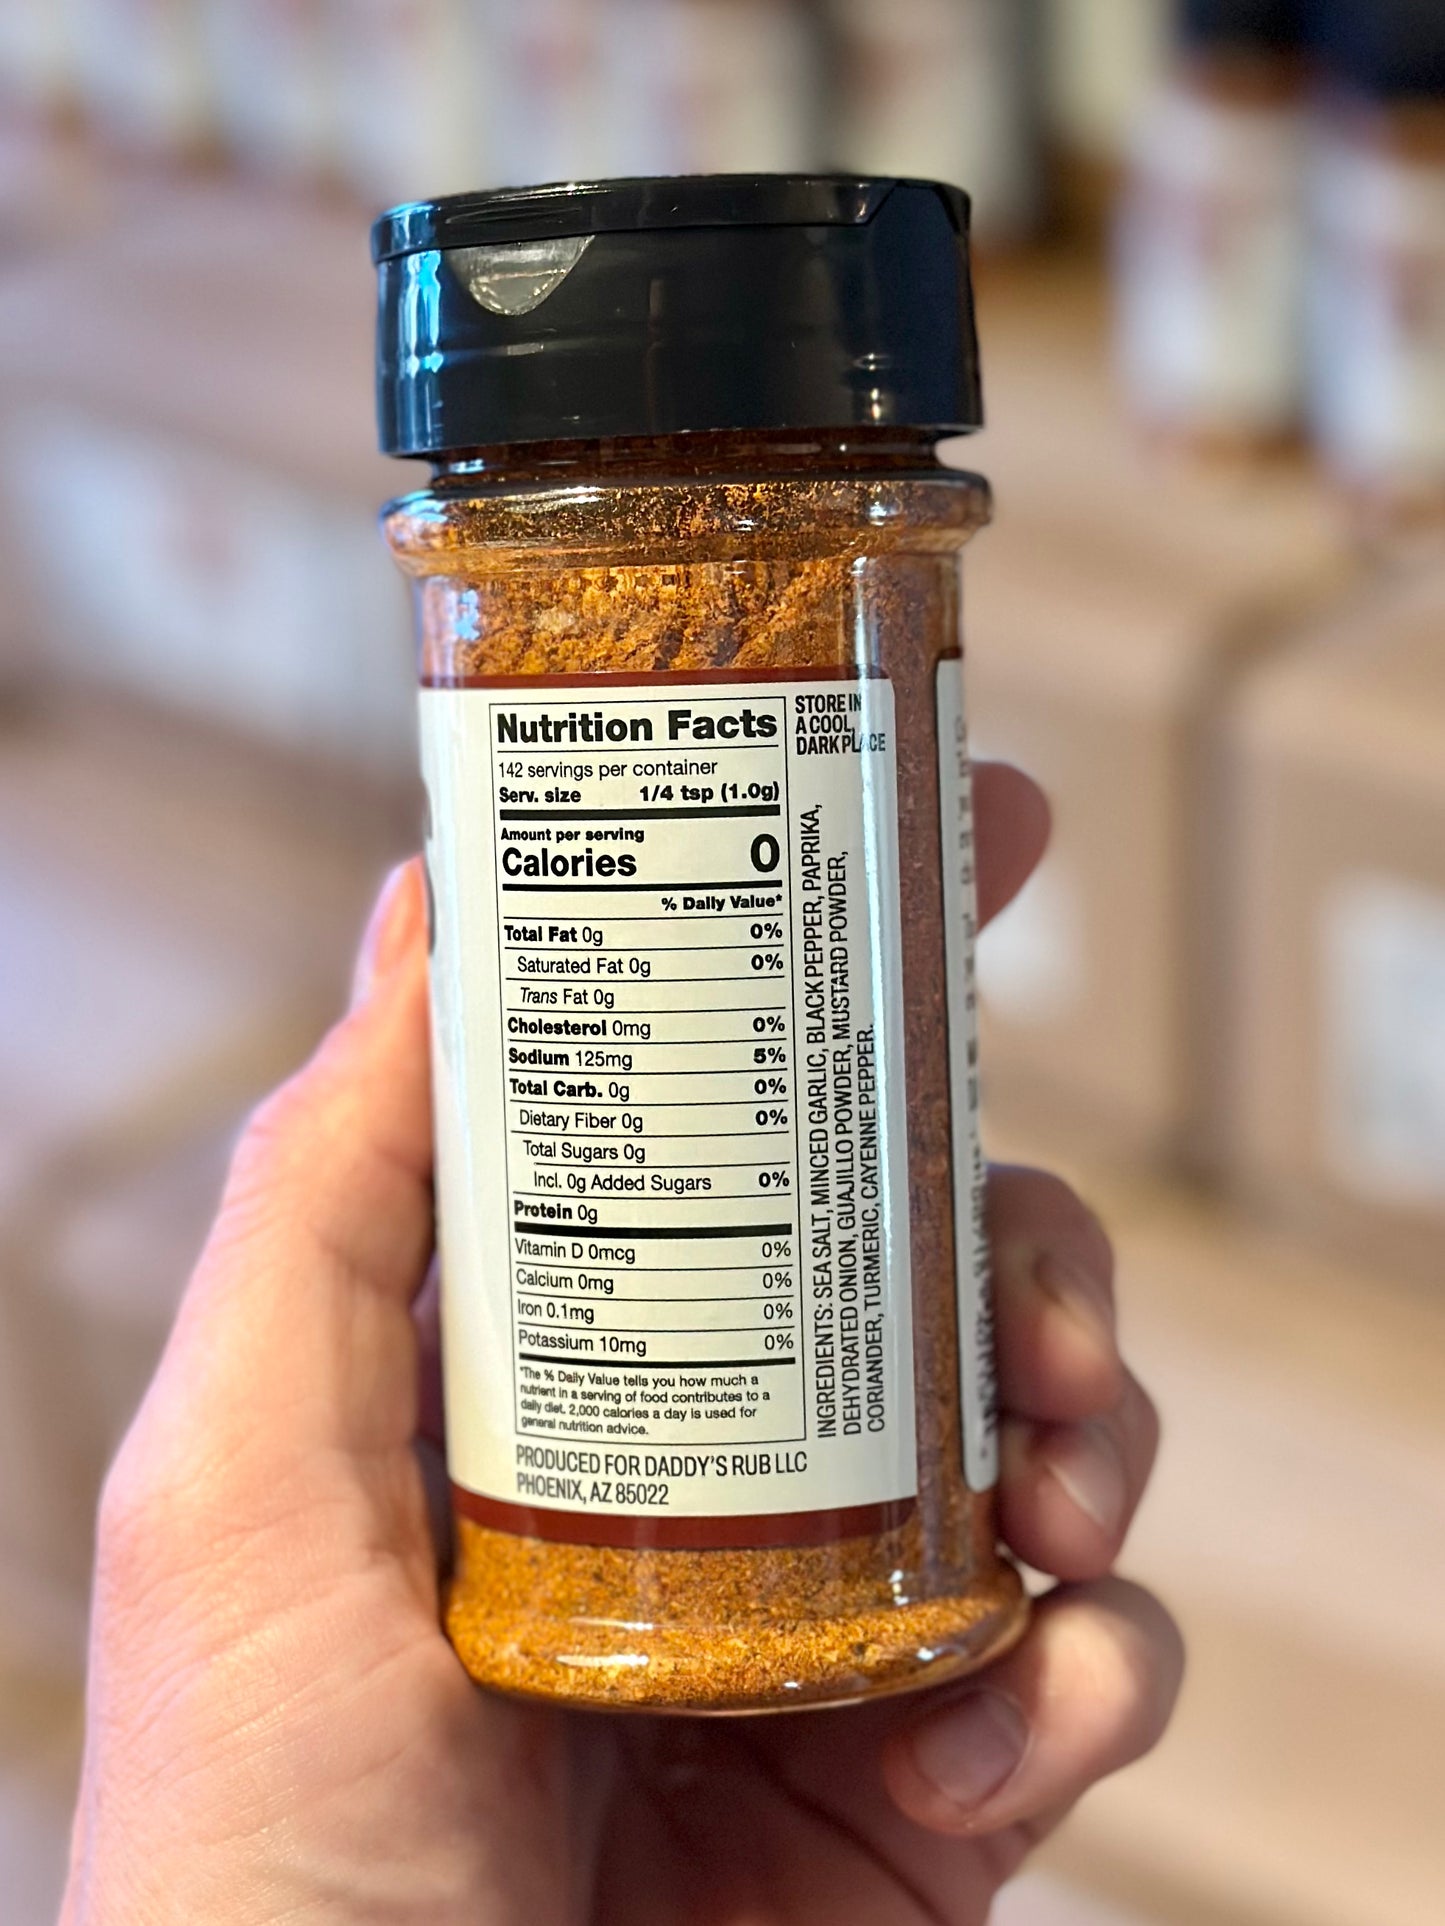 Nutrition Facts
142 servings per container
Serv. size 1/4 tsp (1.0g)
Amount per serving
Calories 0
% Daily Value*
Total Fat 0g 0%
Saturated Fat 0g 0%
Trans Fat 0g
Cholesterol 0mg 0%
Sodium 125mg 5%
Total Carb. 0g 0%
Dietary Fiber 0g 0%
Total Sugars 0g
Incl. 0g Added Sugars 0%
Protein 0g
Vitamin D 0mcg 0%
Calcium 0mg 0%
Iron 0.1mg 0%
Potassium 10mg 0%
*The % Daily Value tells you how much a
nutrient in a serving of food contributes to a
daily diet. 2,000 calories a day is used for
general nutrition advice.
PRODUCED FOR DADDY'S RUB LLC
PHOENIX, AZ 85022
STORE IN
A COOL,
DARK PLACE
INGREDIENTS: SEA SALT, MINCED GARLIC, BLACK PEPPER, PAPRIKA,
DEHYDRATED ONION, GUAJILLO POWDER, MUSTARD POWDER,
CORIANDER, TURMERIC, CAYENNE PEPPER.